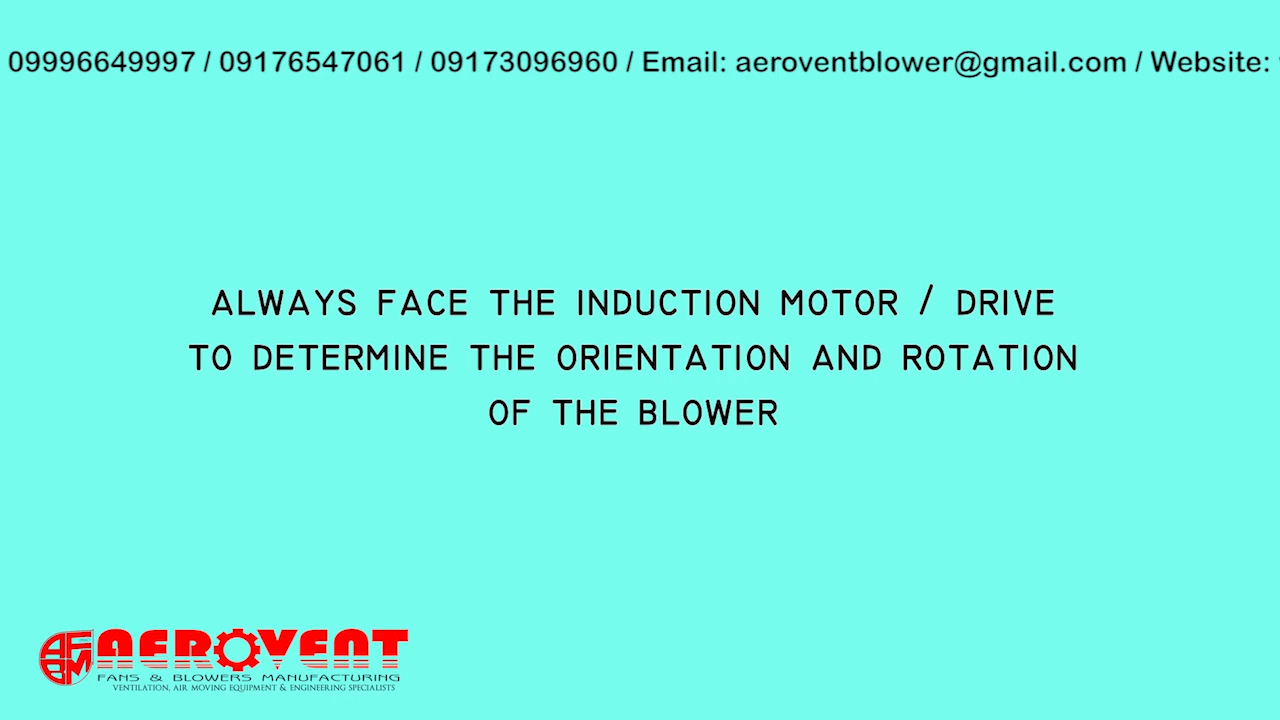 09996649997 / 09176547061 / 09173096960 / Email: aeroventblower@gmail.com / Website:
ALWAYS FACE THE INDUCTION MOTOR / DRIVE
TO DETERMINE THE ORIENTATION AND ROTATION
OF THE BLOWER
AFBM AEROVENT
FANS & BLOWERS MANUFACTURING
VENTILATION, AIR MOVING EQUIPMENT & ENGINEERING SPECIALISTS